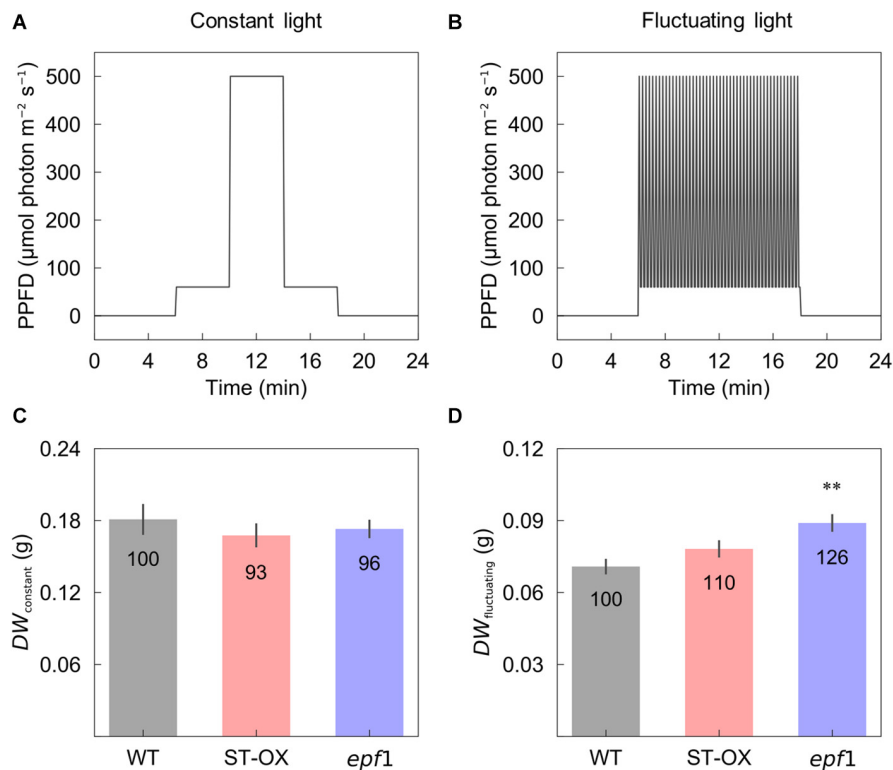 A Constant light
PPFD (μmol photon m⁻² s⁻¹)
500
400
300
200
100
0
0 4 8 12 16 20 24
Time (min)
B Fluctuating light
PPFD (μmol photon m⁻² s⁻¹)
500
400
300
200
100
0
0 4 8 12 16 20 24
Time (min)
C
DWconstant (g)
0.24
0.18
0.12
0.06
100 93 96
WT ST-OX epf1
D
DWfluctuating (g)
0.12
0.09
0.06
0.03
**
100 110 126
WT ST-OX epf1